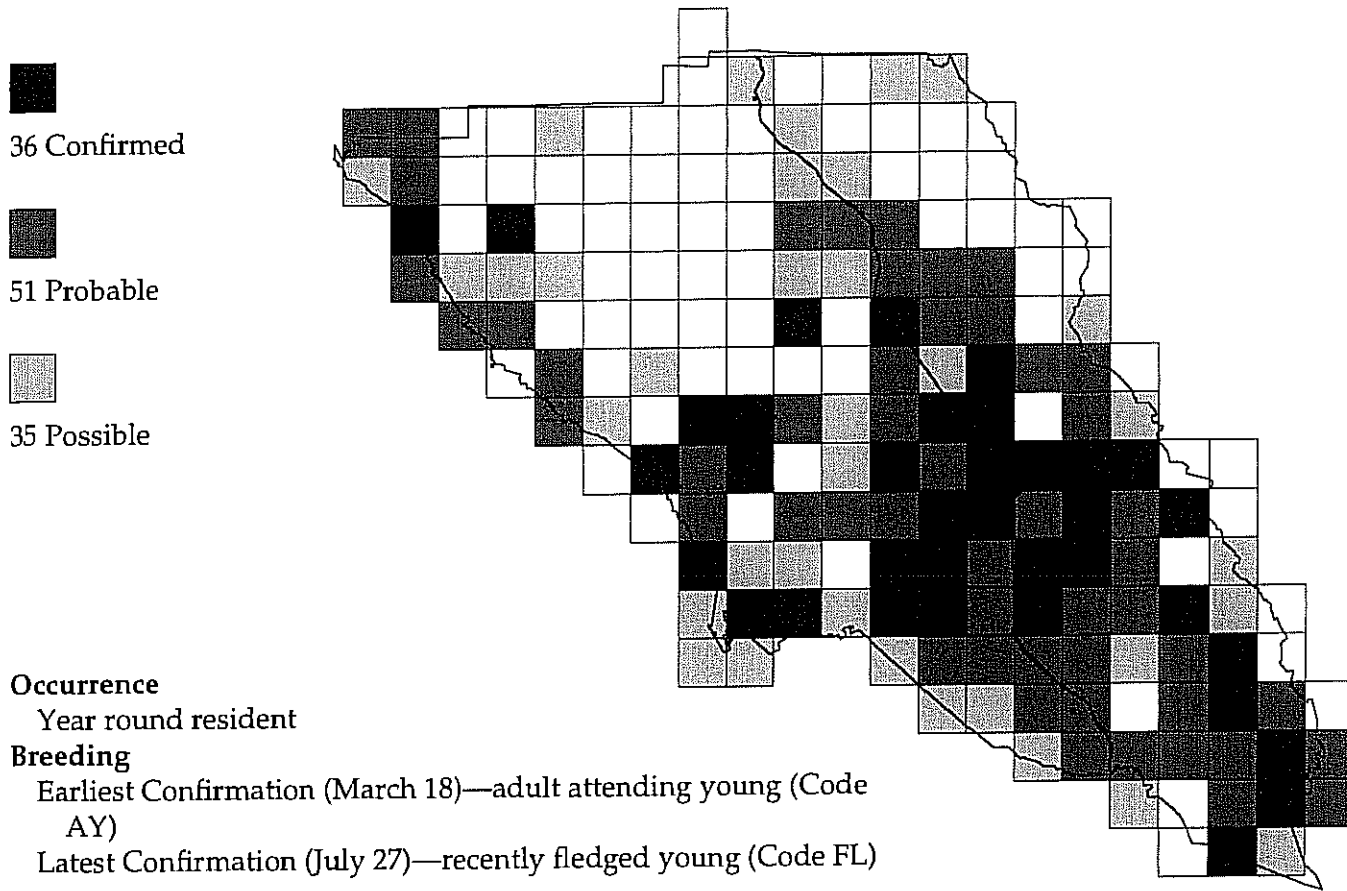 36 Confirmed
51 Probable
35 Possible
Occurrence
Year round resident
Breeding
Earliest Confirmation (March 18)—adult attending young (Code
AY)
Latest Confirmation (July 27)—recently fledged young (Code FL)